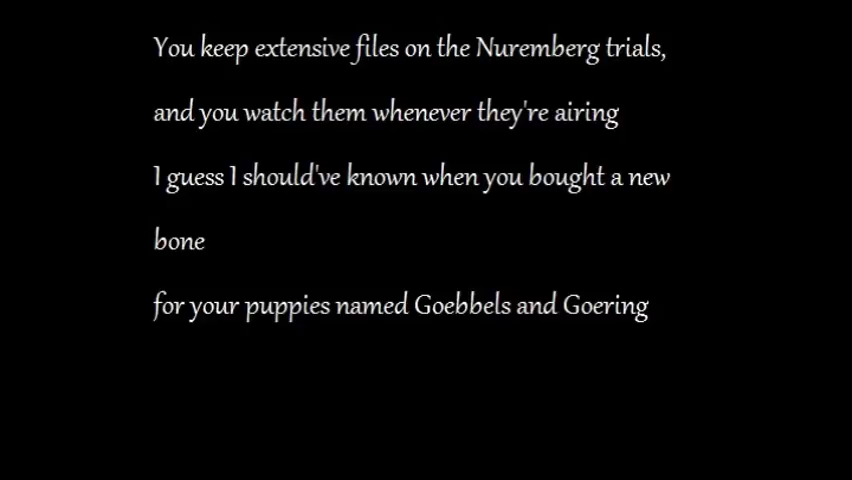 You keep extensive files on the Nuremberg trials,
and you watch them whenever they're airing
I guess I should've known when you bought a new
bone
for your puppies named Goebbels and Goering